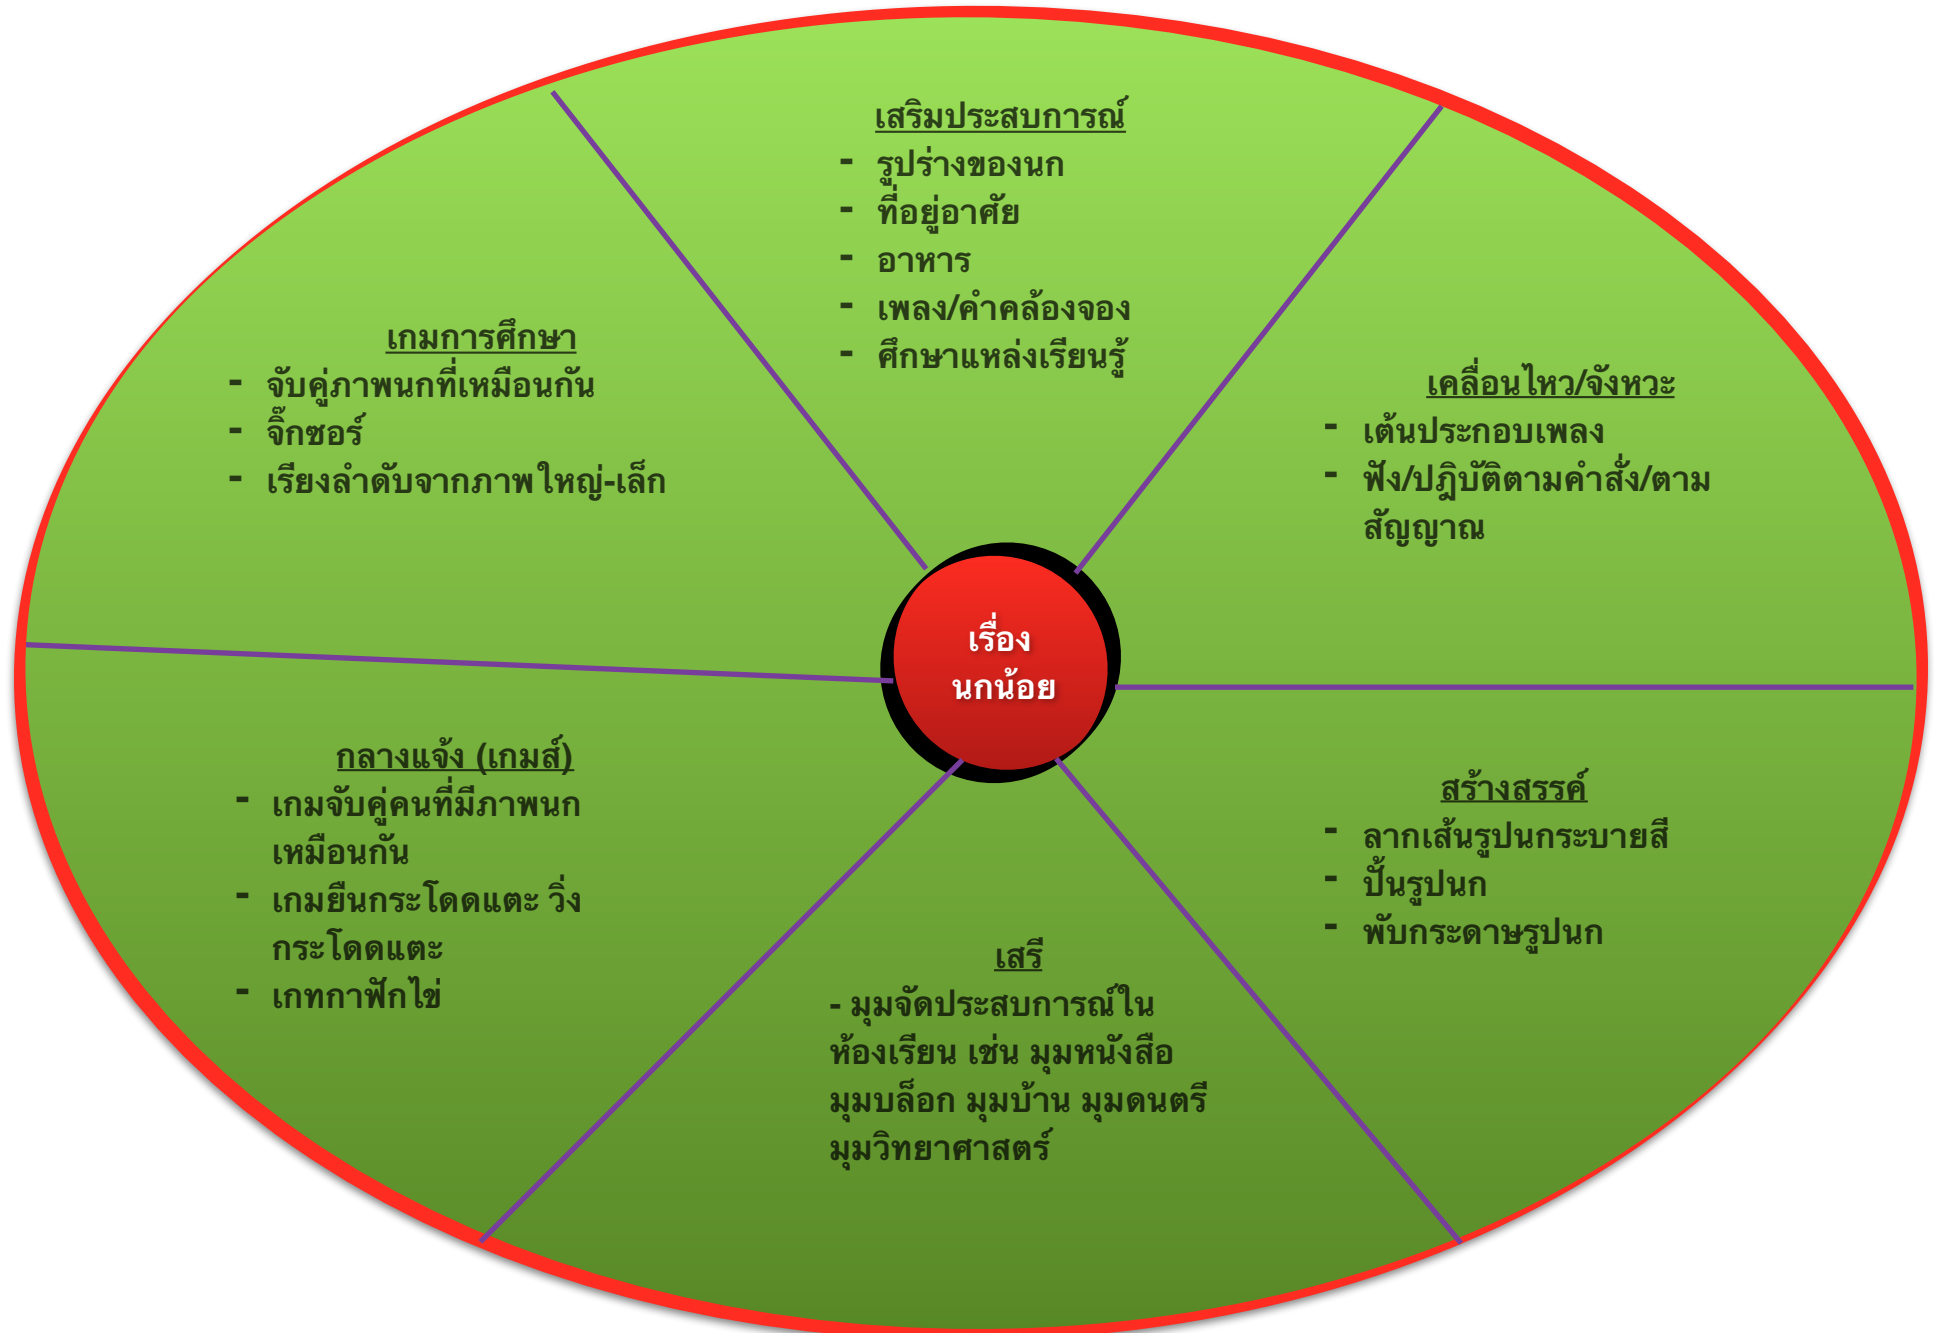 เสริมประสบการณ์
- รูปร่างของนก
- ที่อยู่อาศัย
- อาหาร
- เพลง/คำคล้องจอง
- ศึกษาแหล่งเรียนรู้
เคลื่อนไหว/จังหวะ
- เต้นประกอบเพลง
- ฟัง/ปฎิบัติตามคำสั่ง/ตาม
สัญญาณ
สร้างสรรค์
- ลากเส้นรูปนกระบายสี
- ปั้นรูปนก
- พับกระดาษรูปนก
เสรี
- มุมจัดประสบการณ์ใน
ห้องเรียน เช่น มุมหนังสือ
มุมบล็อก มุมบ้าน มุมดนตรี
มุมวิทยาศาสตร์
กลางแจ้ง (เกมส์)
- เกมจับคู่คนที่มีภาพนก
เหมือนกัน
- เกมยืนกระโดดแตะ วิ่ง
กระโดดแตะ
- เกทกาฟักไข่
เกมการศึกษา
- จับคู่ภาพนกที่เหมือนกัน
- จิ๊กซอร์
- เรียงลำดับจากภาพใหญ่-เล็ก
เรื่อง
นกน้อย